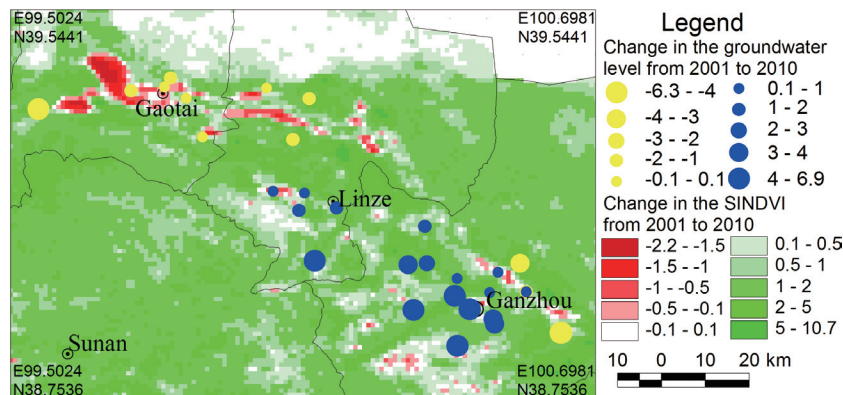 E99.5024
N39.5441
E100.6981
N39.5441
Gaotai
Linze
Ganzhou
Sunan
E99.5024
N38.7536
E100.6981
N38.7536
Legend
Change in the groundwater
level from 2001 to 2010
-6.3 - -4
-4 - -3
-3 - -2
-2 - -1
-0.1 - 0.1
0.1 - 1
1 - 2
2 - 3
3 - 4
4 - 6.9
Change in the SINDVI
from 2001 to 2010
-2.2 - -1.5
-1.5 - -1
-1 - -0.5
-0.5 - -0.1
-0.1 - 0.1
0.1 - 0.5
0.5 - 1
1 - 2
2 - 5
5 - 10.7
10 0 10 20 km